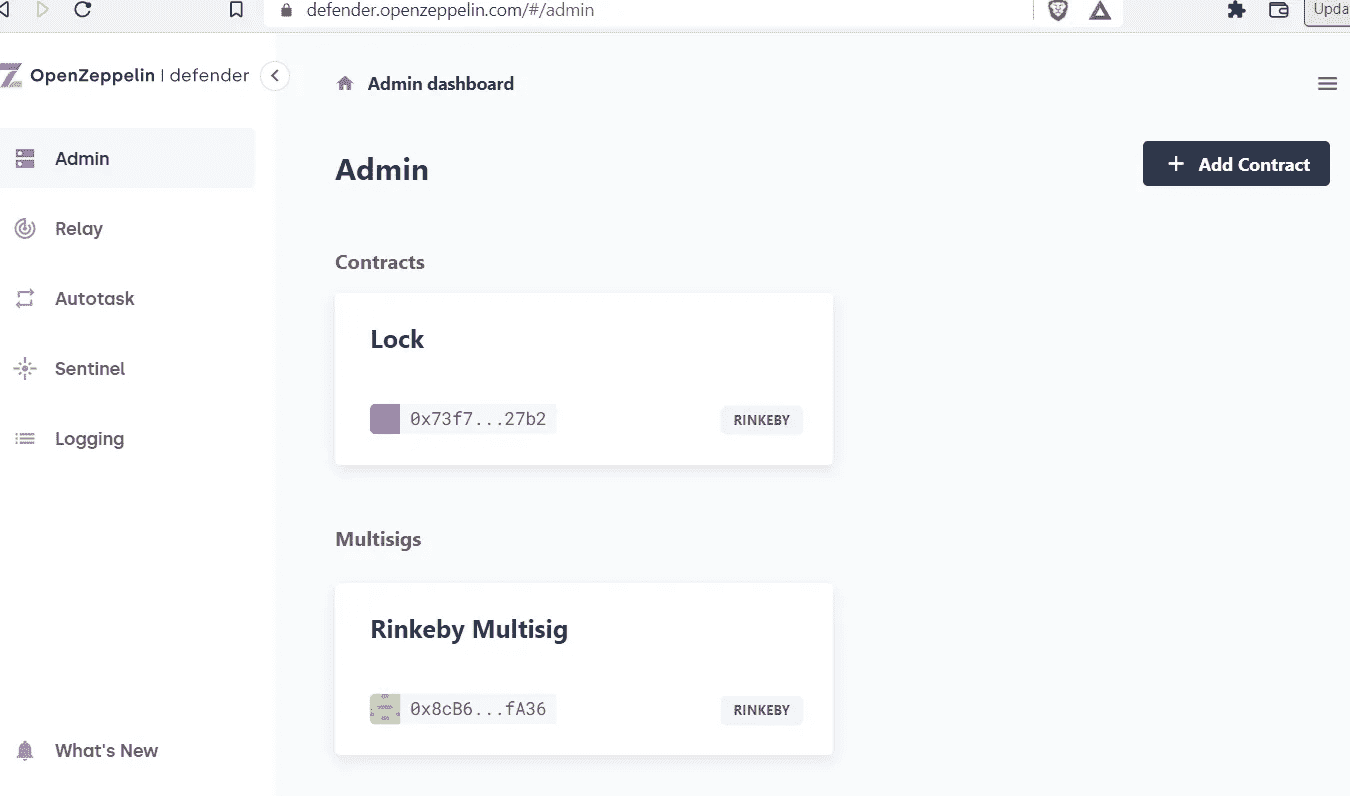 defender.openzeppelin.com/#/admin
Upda
OpenZeppelin | defender
Admin dashboard
Admin
Relay
Autotask
Sentinel
Logging
What's New
Admin
+ Add Contract
Contracts
Lock
0x73f7...27b2
RINKEBY
Multisigs
Rinkeby Multisig
0x8cB6...fA36
RINKEBY